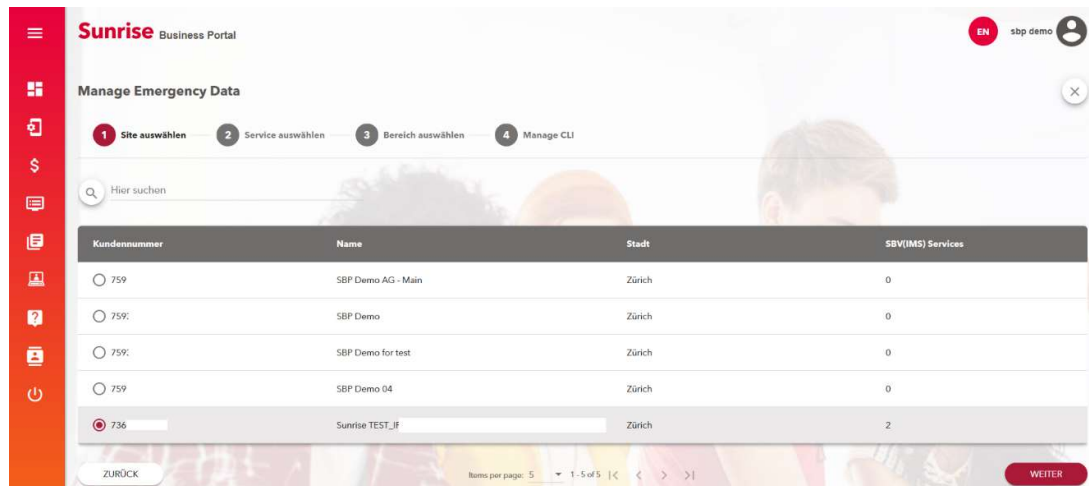 Sunrise Business Portal
EN sbp demo
Manage Emergency Data
1 Site auswählen 2 Service auswählen 3 Bereich auswählen 4 Manage CLI
Hier suchen
Kundennummer Name Stadt SBV(IMS) Services
759 SBP Demo AG - Main Zürich 0
759 SBP Demo Zürich 0
759 SBP Demo for test Zürich 0
759 SBP Demo 04 Zürich 0
736 Sunrise TEST_IF Zürich 2
ZURÜCK Items per page: 5 1 - 5 of 5 |< < > >| WEITER